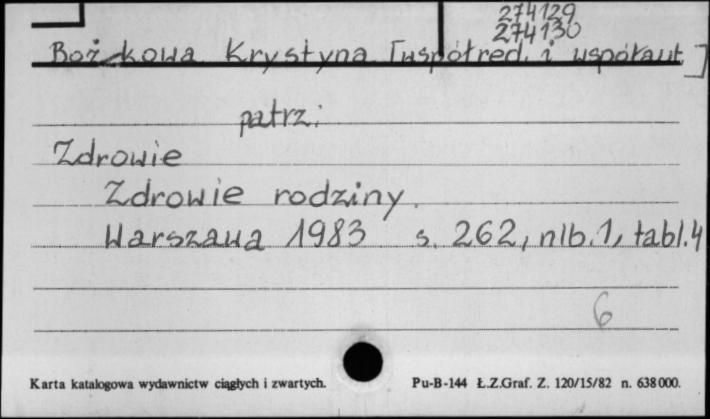 274129
274130
Bożkowa Krystyna [współred. i współaut.]
patrz:
Zdrowie
Zdrowie rodziny.
Warszawa 1983 s. 262, nlb. 1, tabl. 4
6
Karta katalogowa wydawnictw ciągłych i zwartych. Pu-B-144 Ł.Z.Graf. Z. 120/15/82 n. 638000.